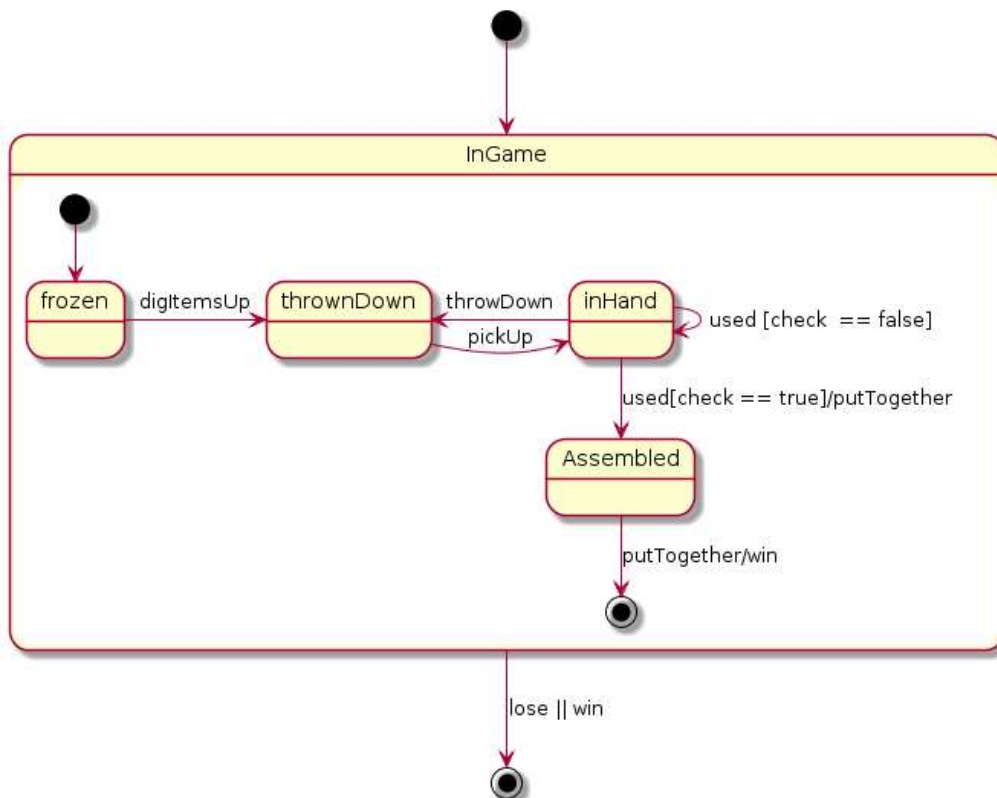 InGame
frozen
digItemsUp
thrownDown
throwDown
pickUp
inHand
used [check  == false]
used[check == true]/putTogether
Assembled
putTogether/win
lose || win